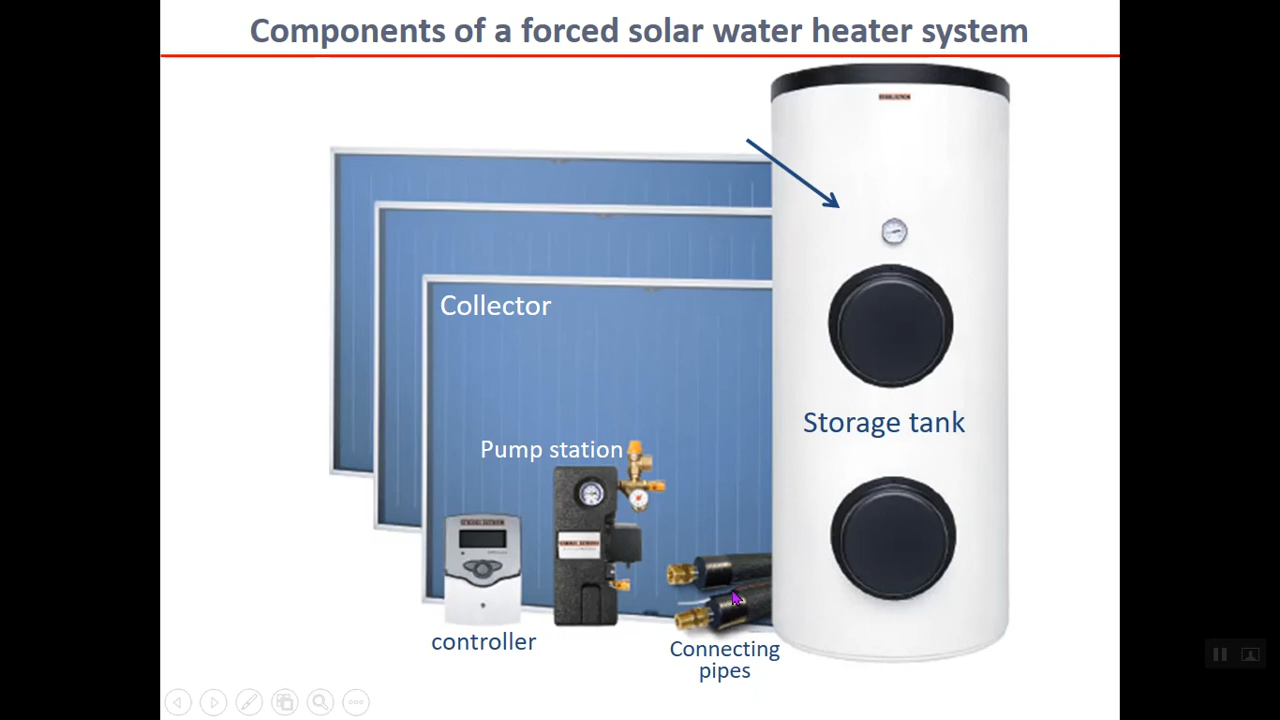 Components of a forced solar water heater system
Collector
Pump station
Storage tank
controller
Connecting
pipes